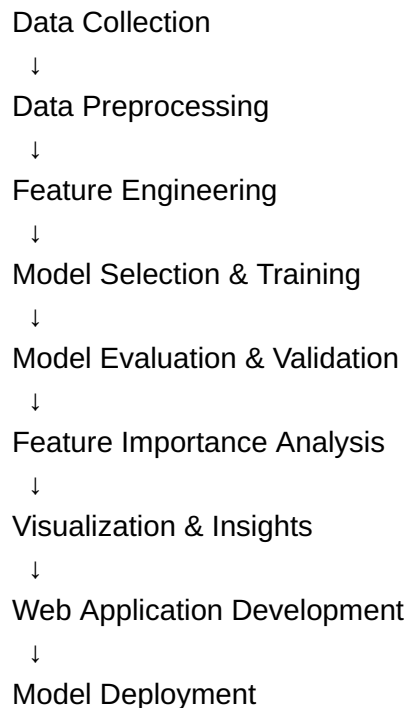 Data Collection
↓
Data Preprocessing
↓
Feature Engineering
↓
Model Selection & Training
↓
Model Evaluation & Validation
↓
Feature Importance Analysis
↓
Visualization & Insights
↓
Web Application Development
↓
Model Deployment